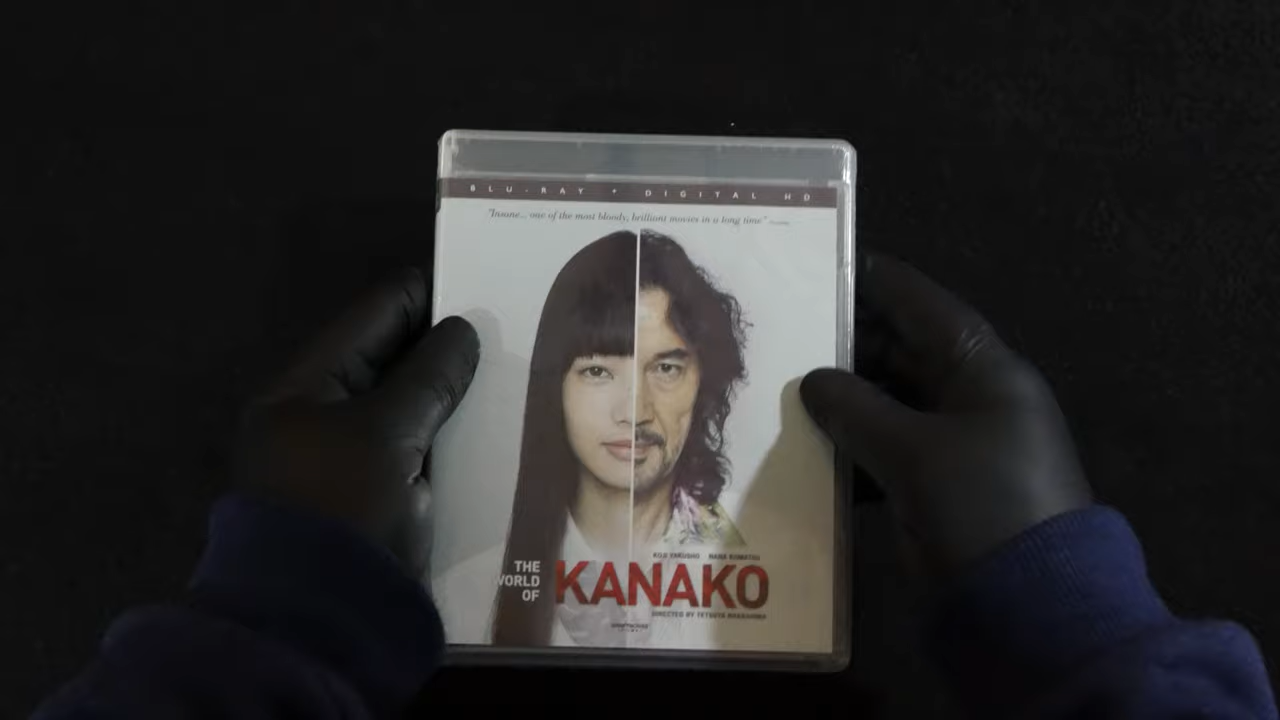 BLU-RAY + DIGITAL HD
"Insane... one of the most bloody, brilliant movies in a long time"
KOJI YAKUSHO NANA KOMATSU
THE
WORLD
OF
KANAKO
DIRECTED BY TETSUYA NAKASHIMA